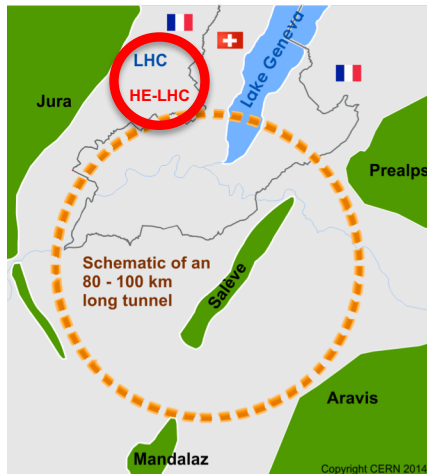 LHC
HE-LHC
Lake Geneva
Jura
Prealps
Schematic of an
80 - 100 km
long tunnel
Salève
Aravis
Mandalaz
Copyright CERN 2014